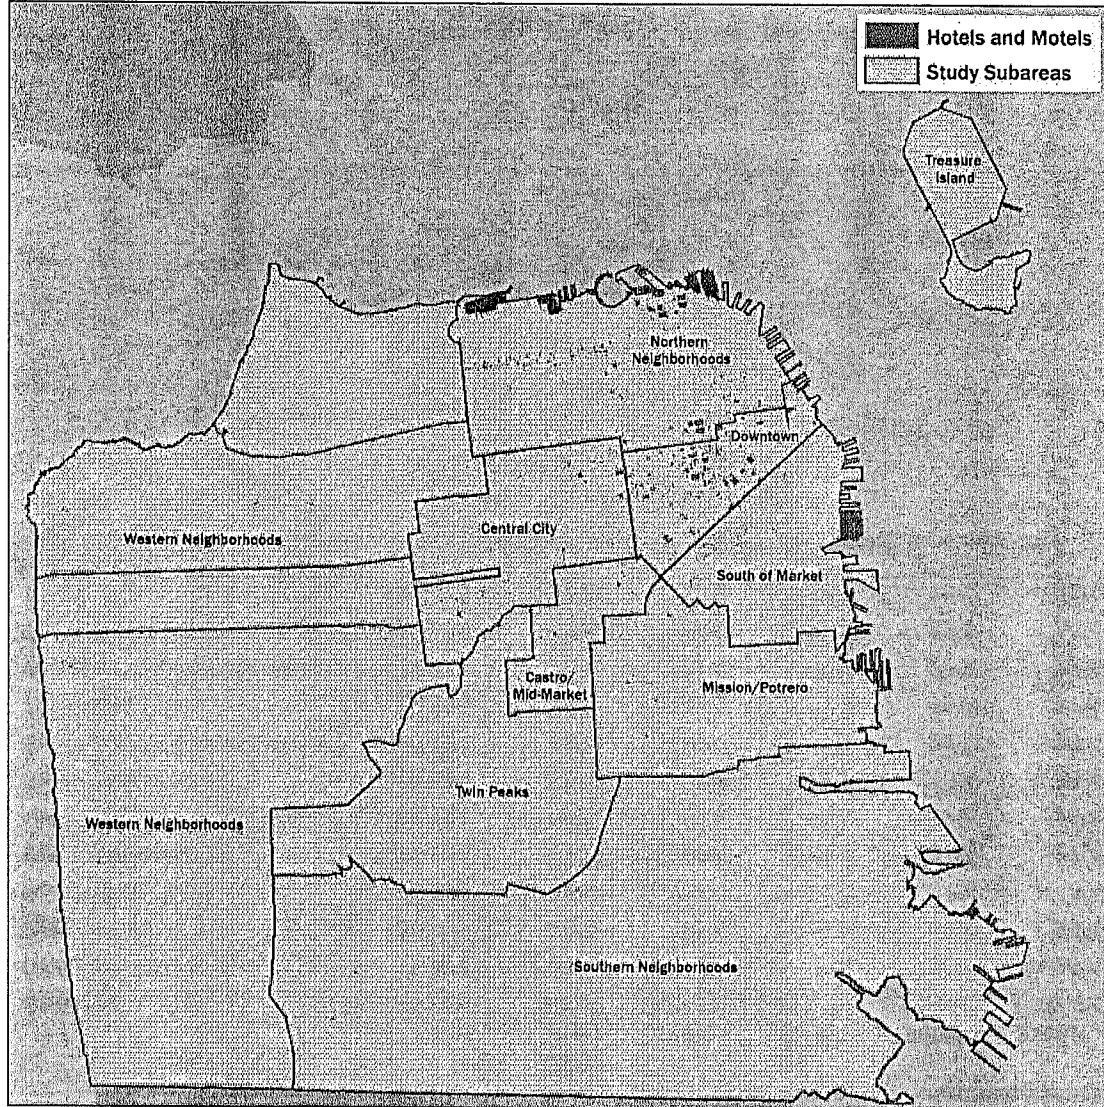 Hotels and Motels
Study Subareas
Treasure
Island
Northern
Neighborhoods
Downtown
Central City
Western Neighborhoods
South of Market
Castro/
Mid-Market
Mission/Potrero
Twin Peaks
Western Neighborhoods
Southern Neighborhoods